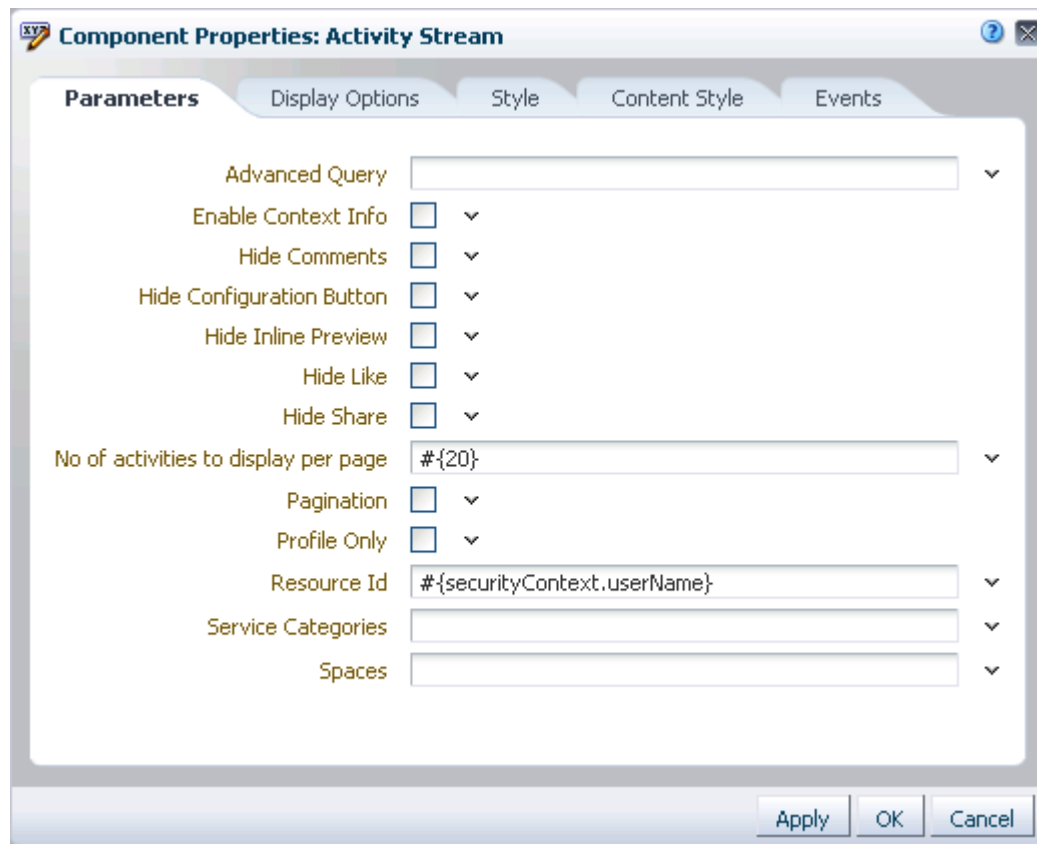 Component Properties: Activity Stream
Parameters Display Options Style Content Style Events
Advanced Query
Enable Context Info
Hide Comments
Hide Configuration Button
Hide Inline Preview
Hide Like
Hide Share
No of activities to display per page #{20}
Pagination
Profile Only
Resource Id #{securityContext.userName}
Service Categories
Spaces
Apply OK Cancel